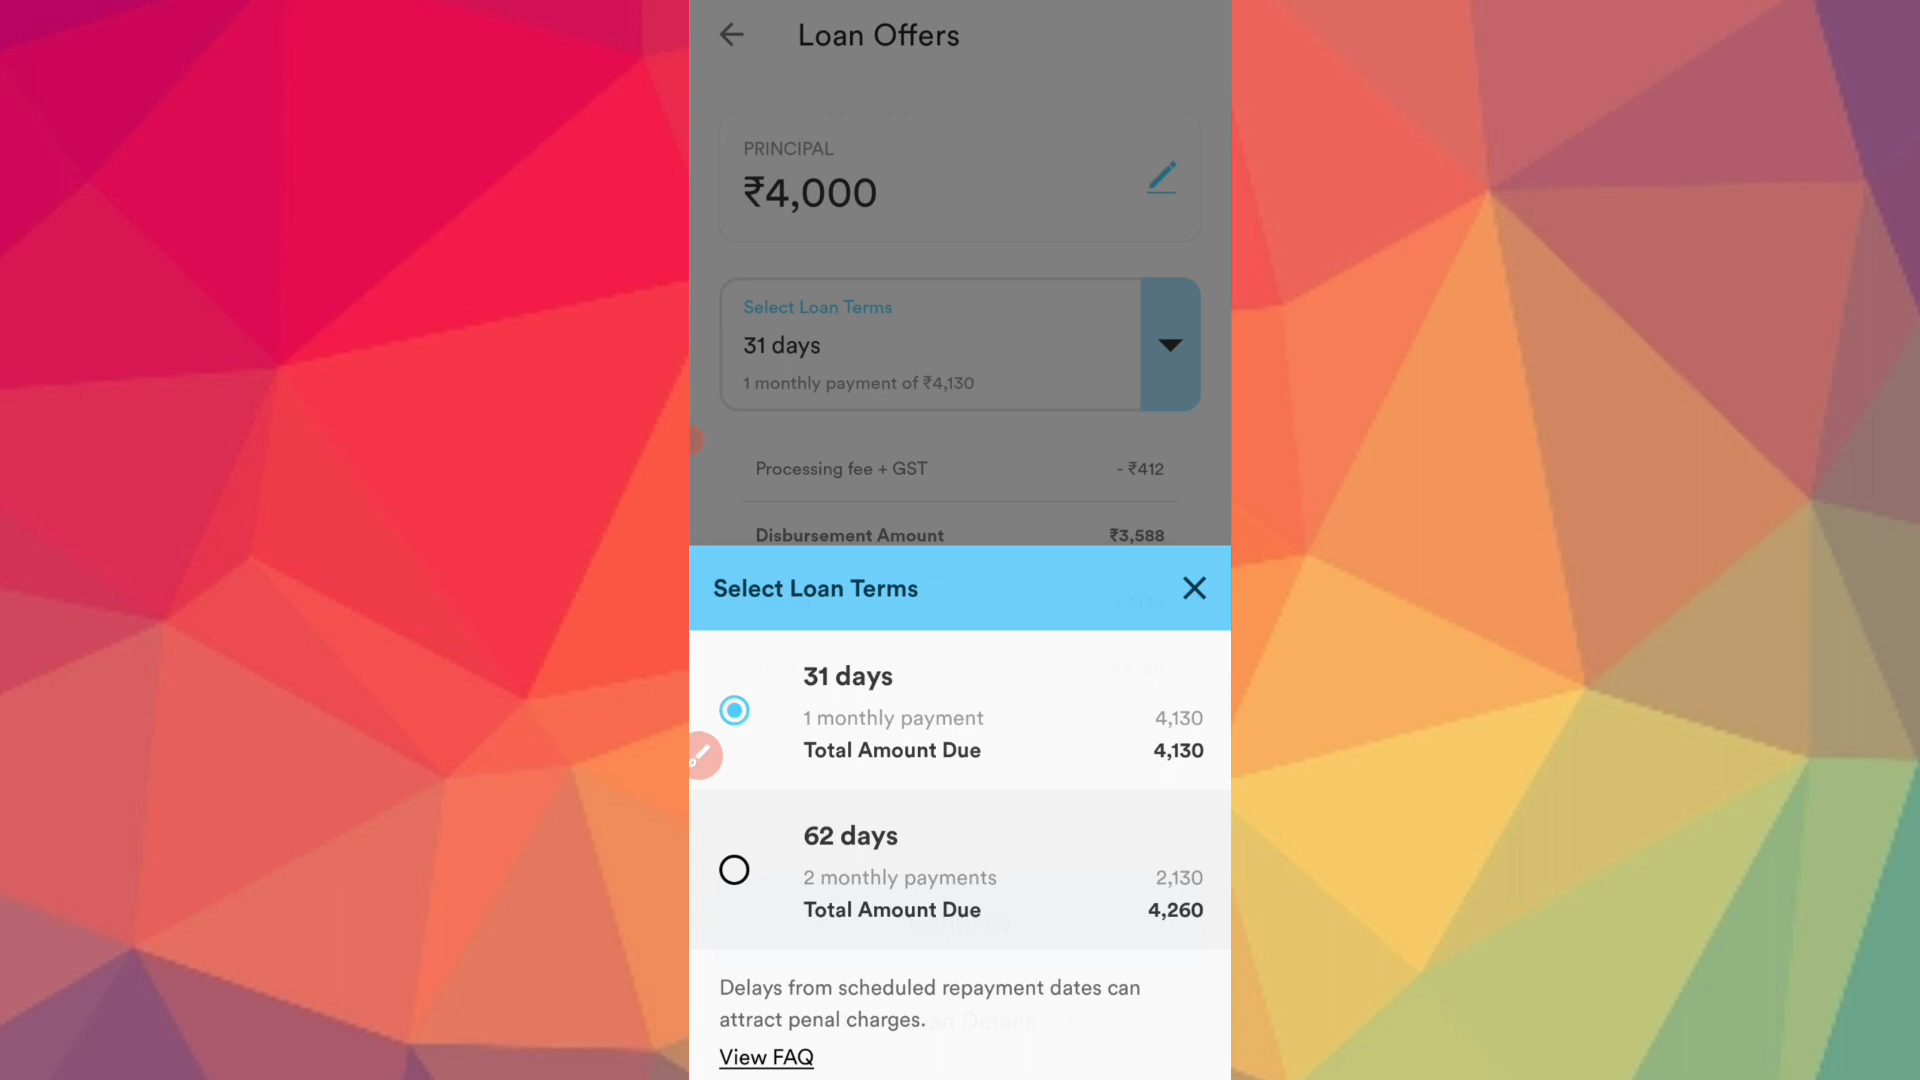 Loan Offers
PRINCIPAL
₹4,000
Select Loan Terms
31 days
1 monthly payment of ₹4,130
Processing fee + GST - ₹412
Disbursement Amount ₹3,588
Select Loan Terms
31 days
1 monthly payment 4,130
Total Amount Due 4,130
62 days
2 monthly payments 2,130
Total Amount Due 4,260
Delays from scheduled repayment dates can
attract penal charges.
View FAQ